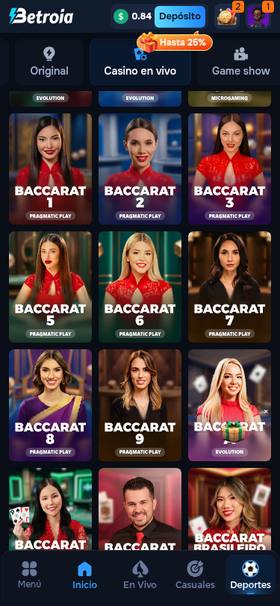 Betroia
$ 0.84
Depósito
2
1
Hasta 25%
Original
Casino en vivo
Game show
EVOLUTION
EVOLUTION
MICROGAMING
BACCARAT
1
PRAGMATIC PLAY
BACCARAT
2
PRAGMATIC PLAY
BACCARAT
3
PRAGMATIC PLAY
BACCARAT
5
PRAGMATIC PLAY
BACCARAT
6
PRAGMATIC PLAY
BACCARAT
7
PRAGMATIC PLAY
BACCARAT
8
PRAGMATIC PLAY
BACCARAT
9
PRAGMATIC PLAY
EVOLUTION
BACCARAT
BACCARAT
BACCARAT
BRASILEIRO
Menú
Inicio
En Vivo
Casuales
Deportes